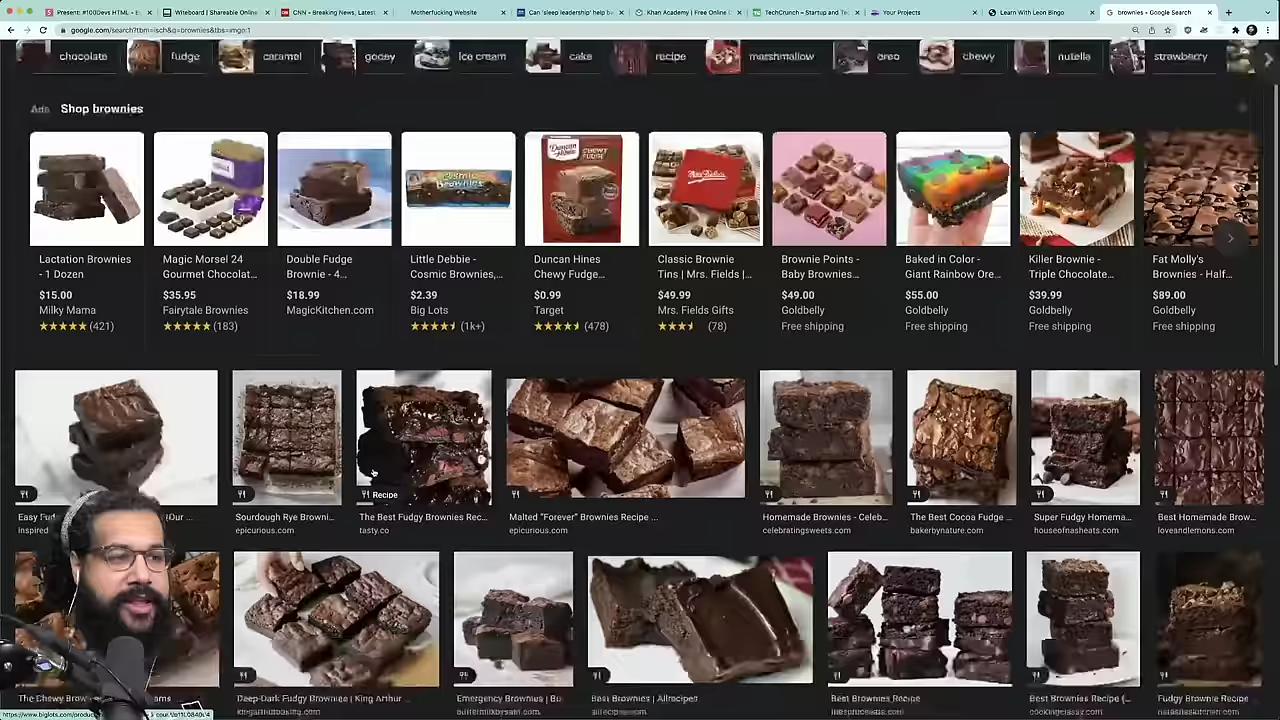 Present: #100Devs HTML - E
Witeboard | Shareable Online
CNN - Breaking News, Latest
Motherfucking Website
Can 'sleep leadership' help b
Khan Academy | Free Online
TechCrunch – Startup and Te
Your Projects
Learn With Leon Bingo
brownies - Google Search
google.com/search?tbm=isch&q=brownies&tbs=imgo:1
chocolate
fudge
caramel
gooey
ice cream
cake
recipe
marshmallow
oreo
chewy
nutella
strawberry
Ads
Shop brownies
Lactation Brownies
- 1 Dozen
$15.00
Milky Mama
(421)
Magic Morsel 24
Gourmet Chocolat...
$35.95
Fairytale Brownies
(183)
Double Fudge
Brownie - 4...
$18.99
MagicKitchen.com
Little Debbie -
Cosmic Brownies,...
$2.39
Big Lots
(1k+)
Duncan Hines
Chewy Fudge...
$0.99
Target
(478)
Classic Brownie
Tins | Mrs. Fields |...
$49.99
Mrs. Fields Gifts
(78)
Brownie Points -
Baby Brownies...
$49.00
Goldbelly
Free shipping
Baked in Color -
Giant Rainbow Ore...
$55.00
Goldbelly
Free shipping
Killer Brownie -
Triple Chocolate...
$39.99
Goldbelly
Free shipping
Fat Molly's
Brownies - Half...
$89.00
Goldbelly
Free shipping
Recipe
Easy Fu
(Our ...
inspired
Sourdough Rye Browni...
epicurious.com
The Best Fudgy Brownies Rec...
tasty.co
Malted "Forever" Brownies Recipe ...
epicurious.com
Homemade Brownies - Celeb...
celebratingsweets.com
The Best Cocoa Fudge ...
bakerbynature.com
Super Fudgy Homema...
houseofnasheats.com
Best Homemade Brow...
loveandlemons.com
The Chewy Brow
ams
Deep-Dark Fudgy Brownies | King Arthur ...
Emergency Brownies | Bu
Best Brownies | Allrecipes
Best Brownies Recipe
Best Brownies Recipe (...
Fudgy Brownie Recipe